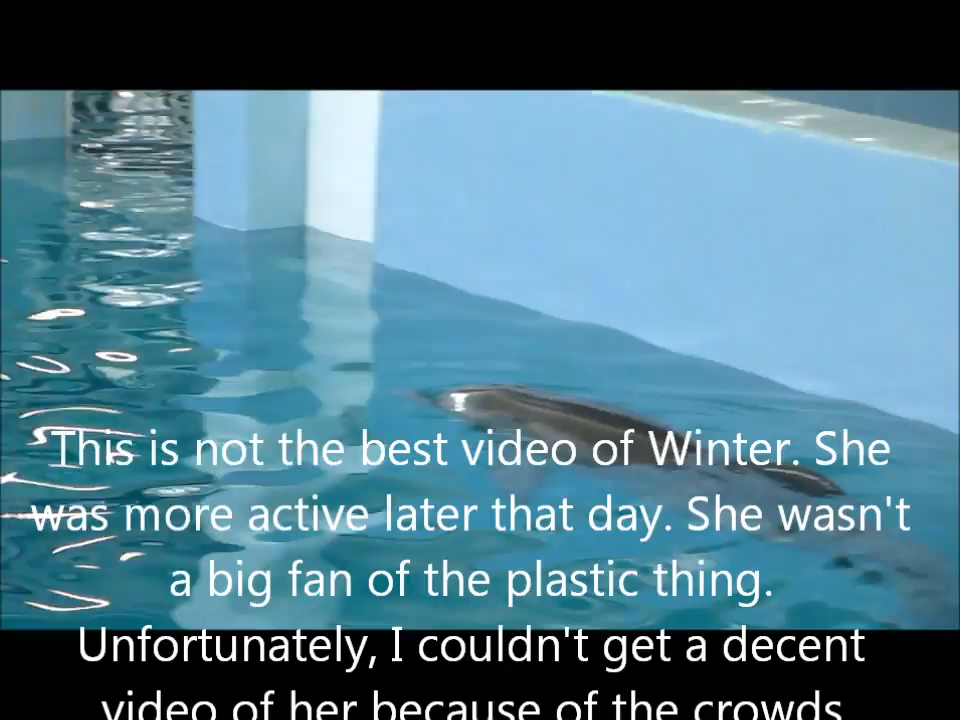 This is not the best video of Winter. She
was more active later that day. She wasn't
a big fan of the plastic thing.
Unfortunately, I couldn't get a decent
video of her because of the crowds